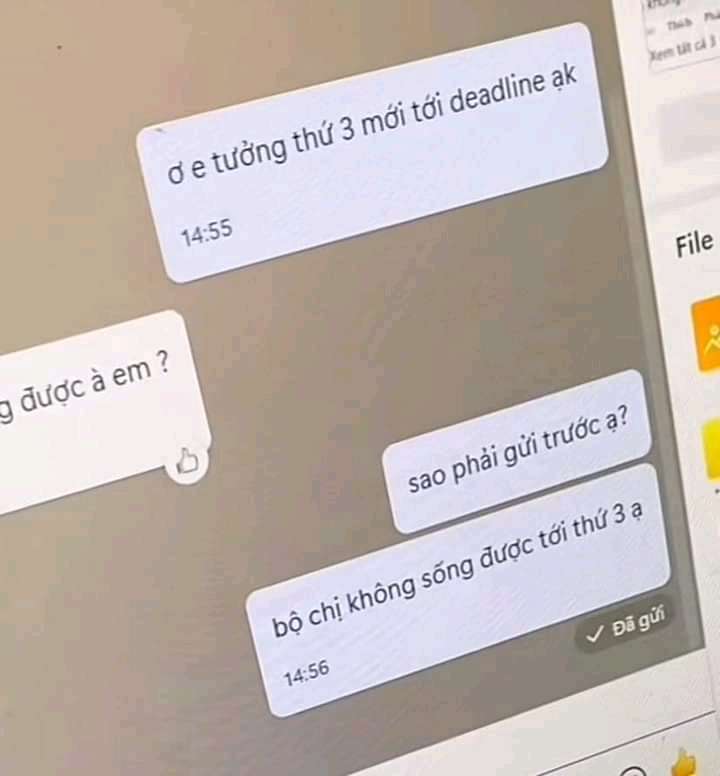 Xem tất cả 3
ơ e tưởng thứ 3 mới tới deadline ạk
14:55
File
được à em ?
sao phải gửi trước ạ?
bộ chị không sống được tới thứ 3 ạ
14:56
Đã gửi